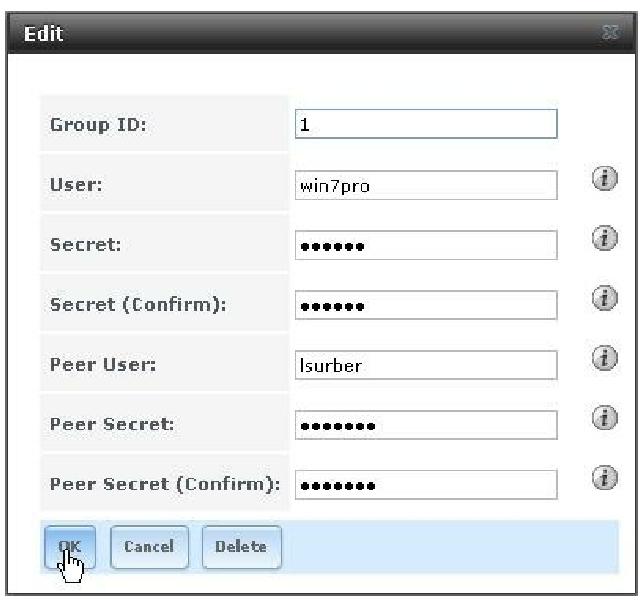 Edit
Group ID: 1
User: win7pro
Secret: ●●●●●●
Secret (Confirm): ●●●●●●
Peer User: lsurber
Peer Secret: ●●●●●●●
Peer Secret (Confirm): ●●●●●●●
OK Cancel Delete